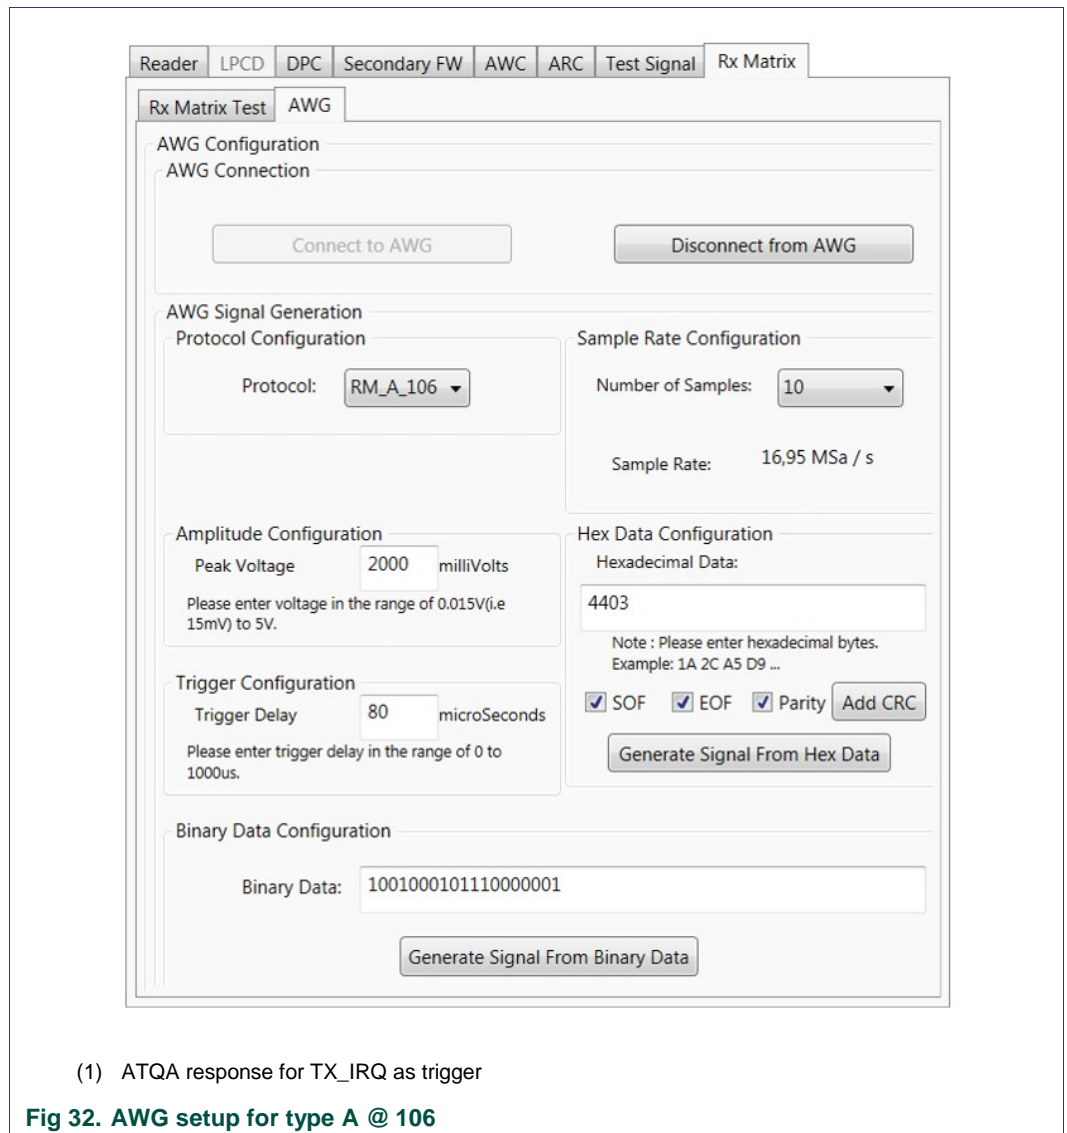 Reader LPCD DPC Secondary FW AWC ARC Test Signal Rx Matrix
Rx Matrix Test AWG
AWG Configuration
AWG Connection
Connect to AWG Disconnect from AWG
AWG Signal Generation
Protocol Configuration
Protocol: RM_A_106
Sample Rate Configuration
Number of Samples: 10
Sample Rate: 16,95 MSa / s
Amplitude Configuration
Peak Voltage 2000 milliVolts
Please enter voltage in the range of 0.015V(i.e
15mV) to 5V.
Hex Data Configuration
Hexadecimal Data:
4403
Note : Please enter hexadecimal bytes.
Example: 1A 2C A5 D9 ...
SOF EOF Parity Add CRC
Generate Signal From Hex Data
Trigger Configuration
Trigger Delay 80 microSeconds
Please enter trigger delay in the range of 0 to
1000us.
Binary Data Configuration
Binary Data: 1001000101110000001
Generate Signal From Binary Data
(1) ATQA response for TX_IRQ as trigger
Fig 32. AWG setup for type A @ 106